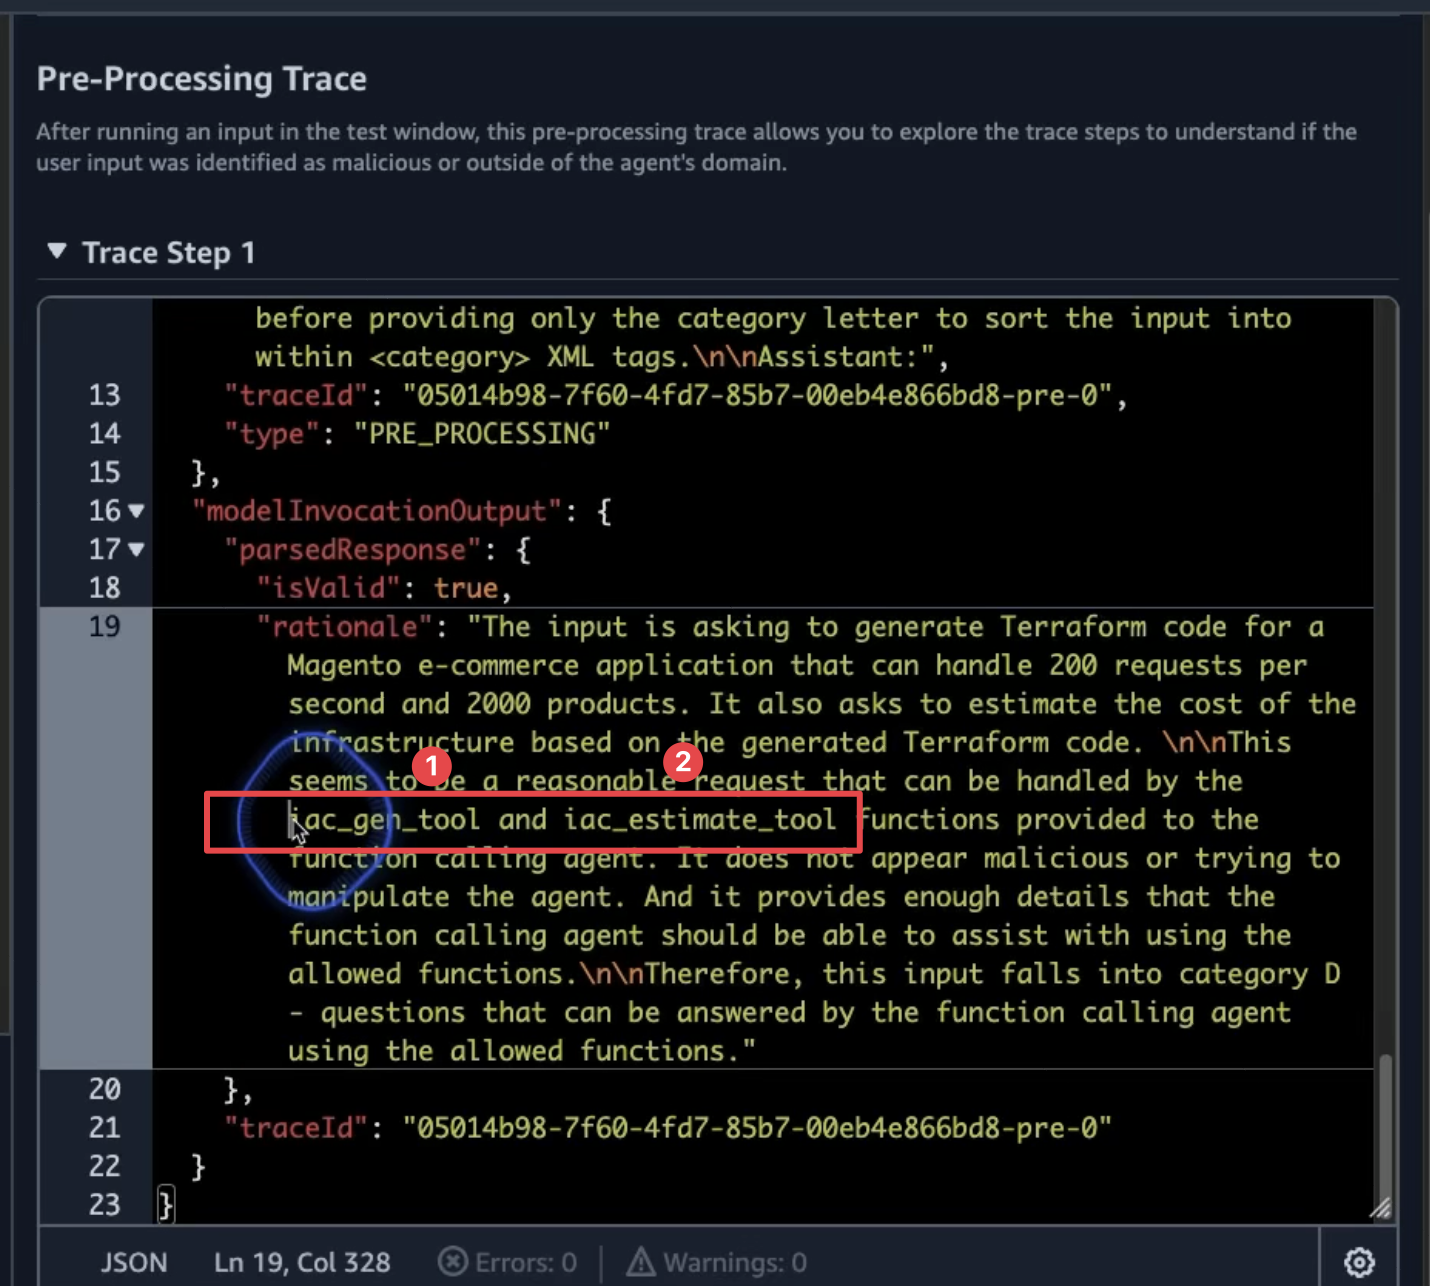 Pre-Processing Trace
After running an input in the test window, this pre-processing trace allows you to explore the trace steps to understand if the
user input was identified as malicious or outside of the agent's domain.
▼ Trace Step 1
before providing only the category letter to sort the input into
within <category> XML tags.\n\nAssistant:",
13 "traceId": "05014b98-7f60-4fd7-85b7-00eb4e866bd8-pre-0",
14 "type": "PRE_PROCESSING"
15 },
16 "modelInvocationOutput": {
17 "parsedResponse": {
18 "isValid": true,
19 "rationale": "The input is asking to generate Terraform code for a
Magento e-commerce application that can handle 200 requests per
second and 2000 products. It also asks to estimate the cost of the
infrastructure based on the generated Terraform code. \n\nThis
1 2
seems to be a reasonable request that can be handled by the
iac_gen_tool and iac_estimate_tool functions provided to the
function calling agent. It does not appear malicious or trying to
manipulate the agent. And it provides enough details that the
function calling agent should be able to assist with using the
allowed functions.\n\nTherefore, this input falls into category D
- questions that can be answered by the function calling agent
using the allowed functions."
20 },
21 "traceId": "05014b98-7f60-4fd7-85b7-00eb4e866bd8-pre-0"
22 }
23 }
JSON Ln 19, Col 328 Errors: 0 Warnings: 0